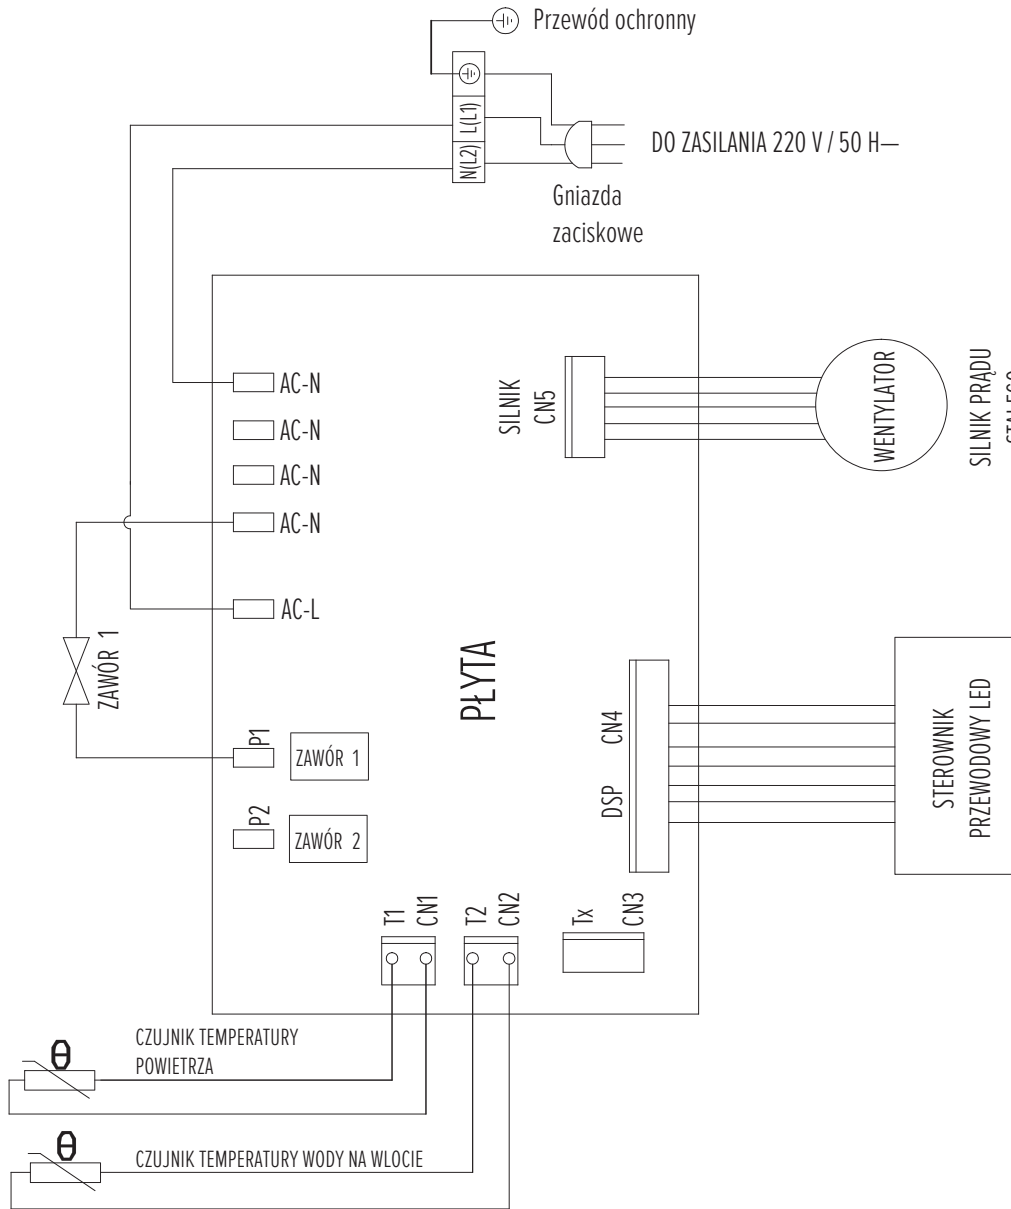 Przewód ochronny
L(L1)
N(L2)
DO ZASILANIA 220 V / 50 H
Gniazda
zaciskowe
AC-N
AC-N
AC-N
AC-N
AC-L
SILNIK
CN5
WENTYLATOR
SILNIK PRĄDU
ZAWÓR 1
PŁYTA
P1
ZAWÓR 1
P2
ZAWÓR 2
DSP CN4
STEROWNIK
PRZEWODOWY LED
T1
CN1
T2
CN2
Tx
CN3
CZUJNIK TEMPERATURY
POWIETRZA
θ
CZUJNIK TEMPERATURY WODY NA WLOCIE
θ